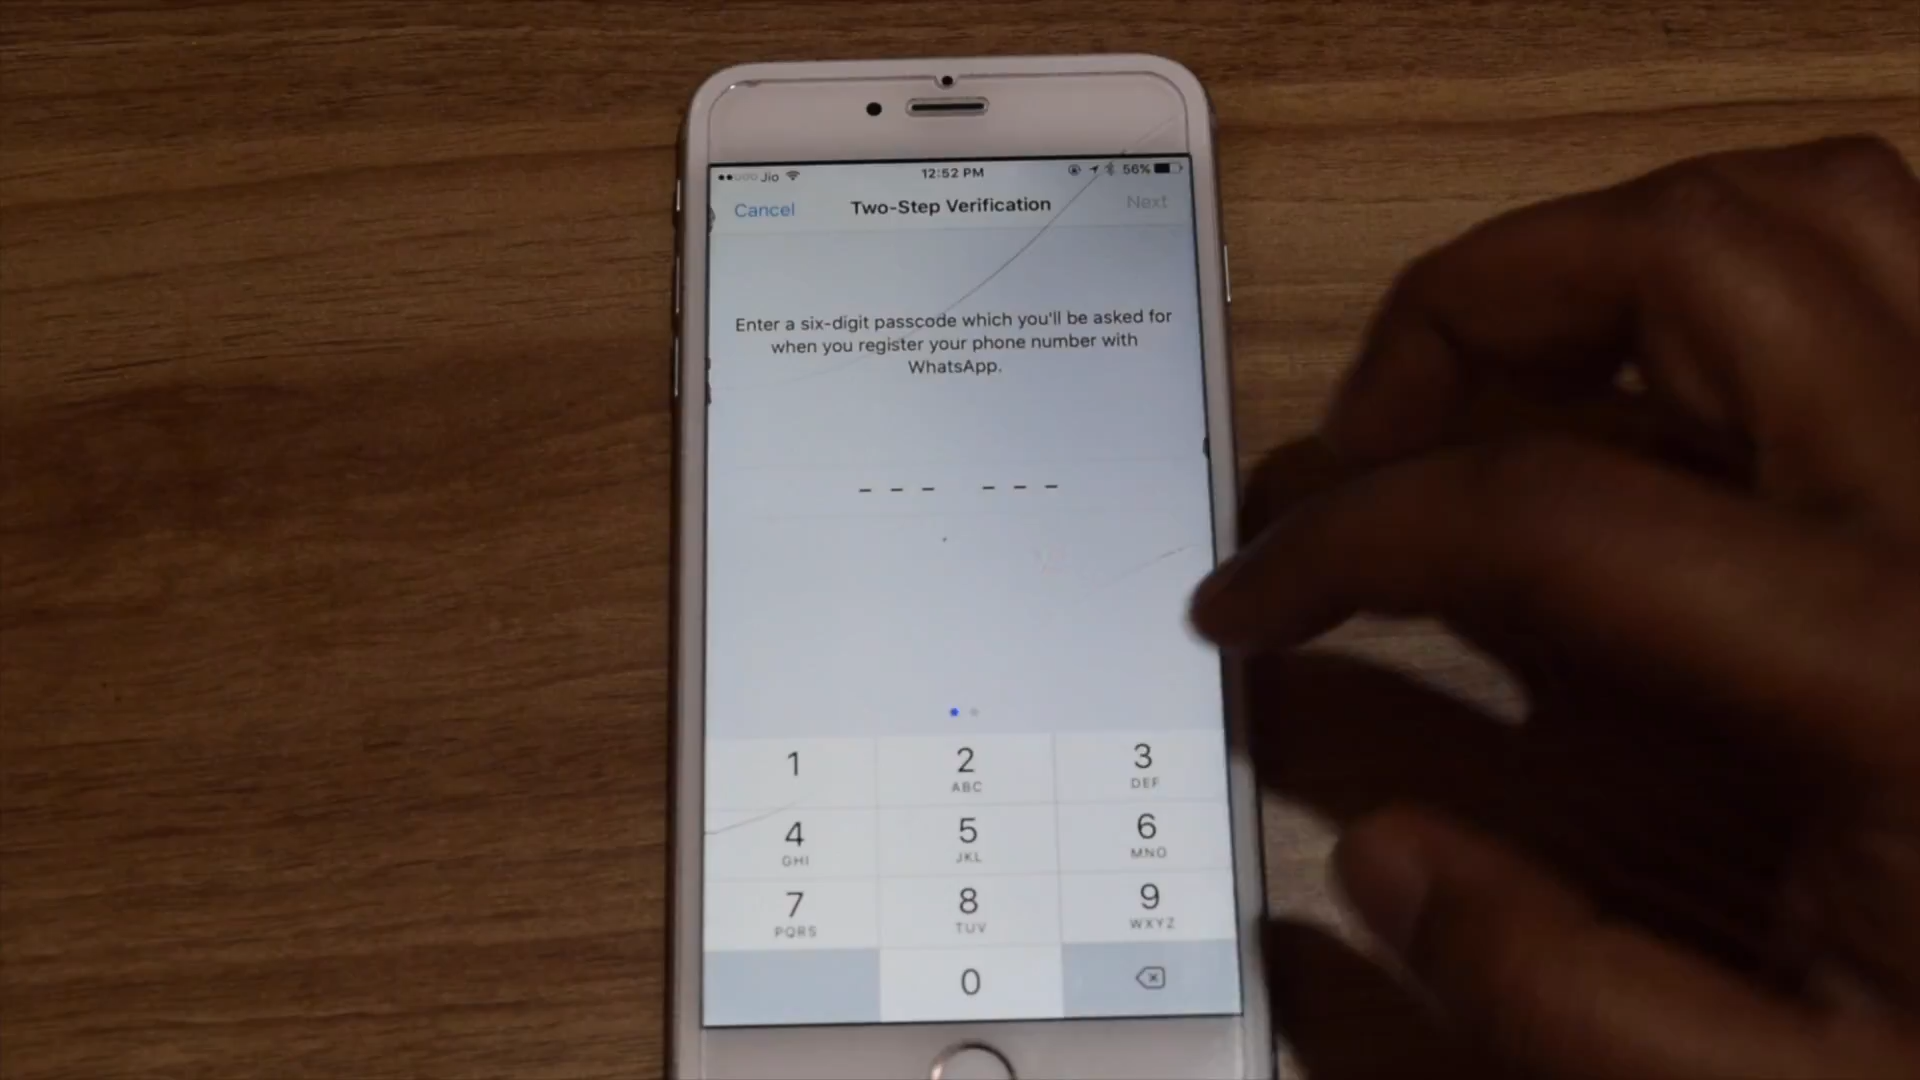 Jio 12:52 PM 56%
Cancel Two-Step Verification Next
Enter a six-digit passcode which you'll be asked for
when you register your phone number with
WhatsApp.
1 2 3
ABC DEF
4 5 6
GHI JKL MNO
7 8 9
PQRS TUV WXYZ
0